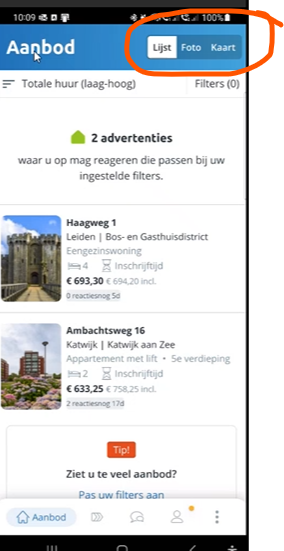 10:09
100%
Aanbod
Lijst Foto Kaart
Totale huur (laag-hoog) Filters (0)
2 advertenties
waar u op mag reageren die passen bij uw
ingestelde filters.
Haagweg 1
Leiden | Bos- en Gasthuisdistrict
Eengezinswoning
4 Inschrijftijd
€ 693,30 € 694,20 incl.
0 reacties nog 5d
Ambachtsweg 16
Katwijk | Katwijk aan Zee
Appartement met lift • 5e verdieping
2 Inschrijftijd
€ 633,25 € 758,25 incl.
2 reacties nog 17d
Tip!
Ziet u te veel aanbod?
Pas uw filters aan
Aanbod